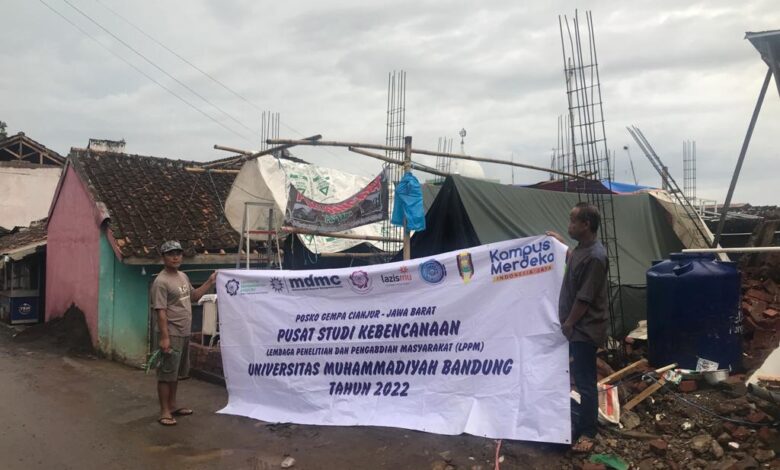 mdmc
lazismu
Kampus
Merdeka
INDONESIA JAYA
POSKO GEMPA CIANJUR - JAWA BARAT
PUSAT STUDI KEBENCANAAN
LEMBAGA PENELITIAN DAN PENGABDIAN MASYARAKAT (LPPM)
UNIVERSITAS MUHAMMADIYAH BANDUNG
TAHUN 2022